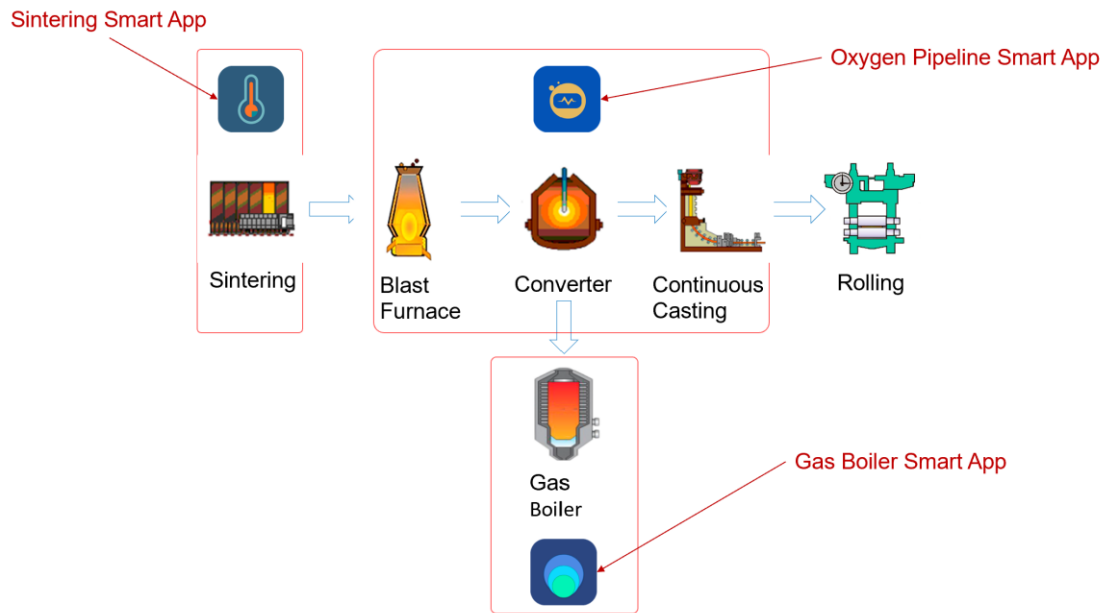 Sintering Smart App
Oxygen Pipeline Smart App
Sintering
Blast
Furnace
Converter
Continuous
Casting
Rolling
Gas
Boiler
Gas Boiler Smart App